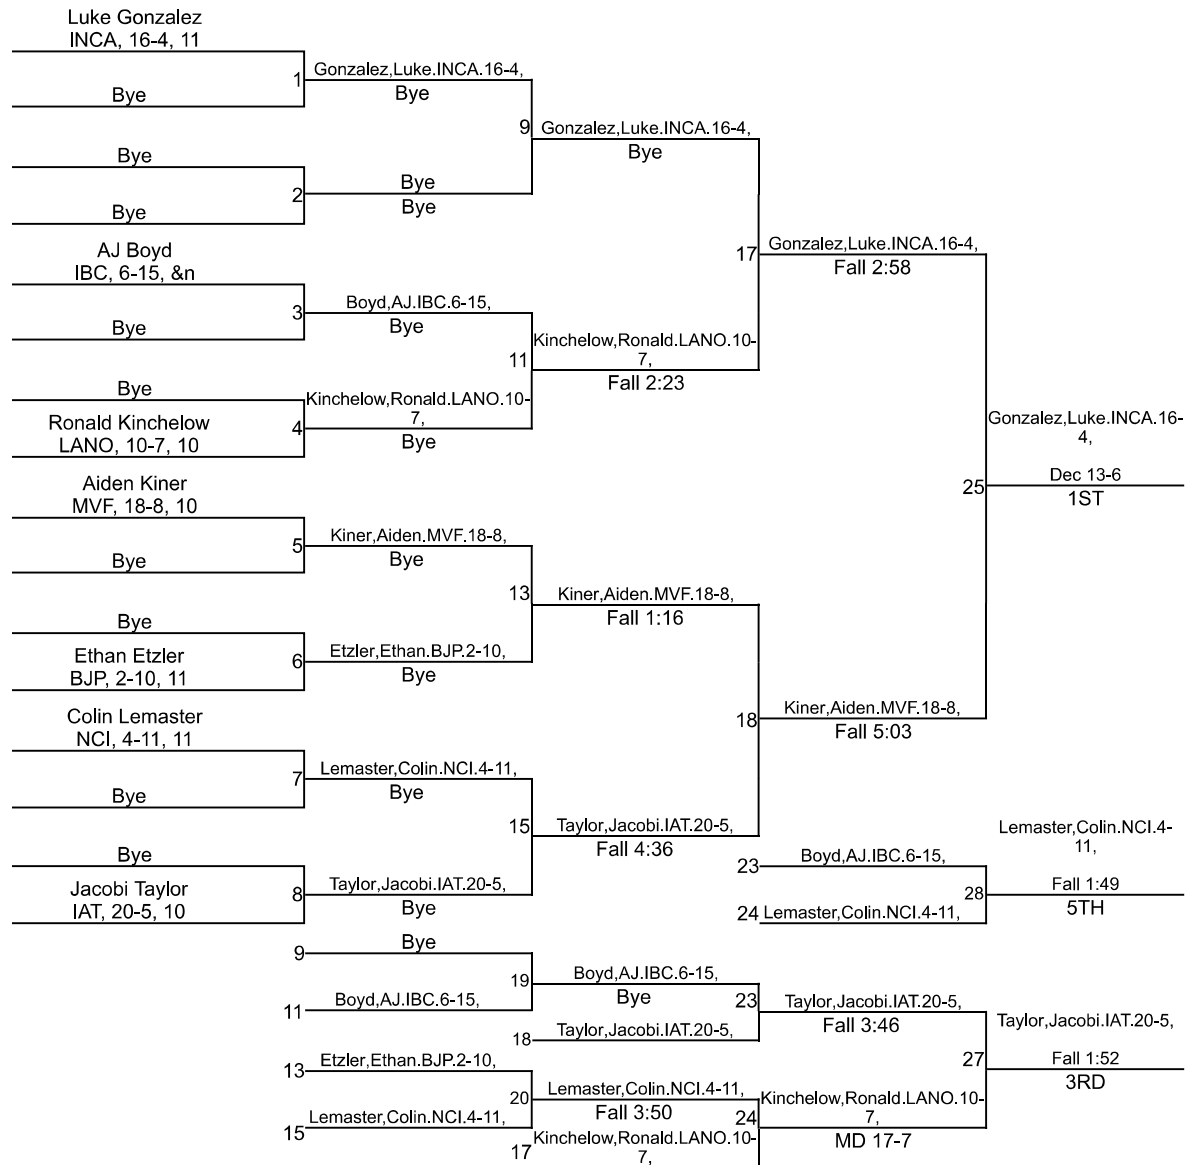 Luke Gonzalez
INCA, 16-4, 11
1
Gonzalez,Luke.INCA.16-4,
Bye
Bye
9
Gonzalez,Luke.INCA.16-4,
Bye
Bye
2
Bye
Bye
Bye
AJ Boyd
IBC, 6-15, &n
17
Gonzalez,Luke.INCA.16-4,
Fall 2:58
3
Boyd,AJ.IBC.6-15,
Bye
Bye
11
Kinchelow,Ronald.LANO.10-
7,
Fall 2:23
Bye
4
Kinchelow,Ronald.LANO.10-
7,
Bye
Ronald Kinchelow
LANO, 10-7, 10
Gonzalez,Luke.INCA.16-
4,
25
Dec 13-6
1ST
Aiden Kiner
MVF, 18-8, 10
5
Kiner,Aiden.MVF.18-8,
Bye
Bye
13
Kiner,Aiden.MVF.18-8,
Fall 1:16
Bye
6
Etzler,Ethan.BJP.2-10,
Bye
Ethan Etzler
BJP, 2-10, 11
18
Kiner,Aiden.MVF.18-8,
Fall 5:03
Colin Lemaster
NCI, 4-11, 11
7
Lemaster,Colin.NCI.4-11,
Bye
Bye
15
Taylor,Jacobi.IAT.20-5,
Fall 4:36
Bye
8
Taylor,Jacobi.IAT.20-5,
Bye
Jacobi Taylor
IAT, 20-5, 10
23
Boyd,AJ.IBC.6-15,
24
Lemaster,Colin.NCI.4-11,
28
Lemaster,Colin.NCI.4-
11,
Fall 1:49
5TH
9
Bye
19
Boyd,AJ.IBC.6-15,
Bye
11
Boyd,AJ.IBC.6-15,
18
Taylor,Jacobi.IAT.20-5,
23
Taylor,Jacobi.IAT.20-5,
Fall 3:46
27
Taylor,Jacobi.IAT.20-5,
Fall 1:52
3RD
13
Etzler,Ethan.BJP.2-10,
20
Lemaster,Colin.NCI.4-11,
Fall 3:50
15
Lemaster,Colin.NCI.4-11,
24
Kinchelow,Ronald.LANO.10-
7,
MD 17-7
17
Kinchelow,Ronald.LANO.10-
7,